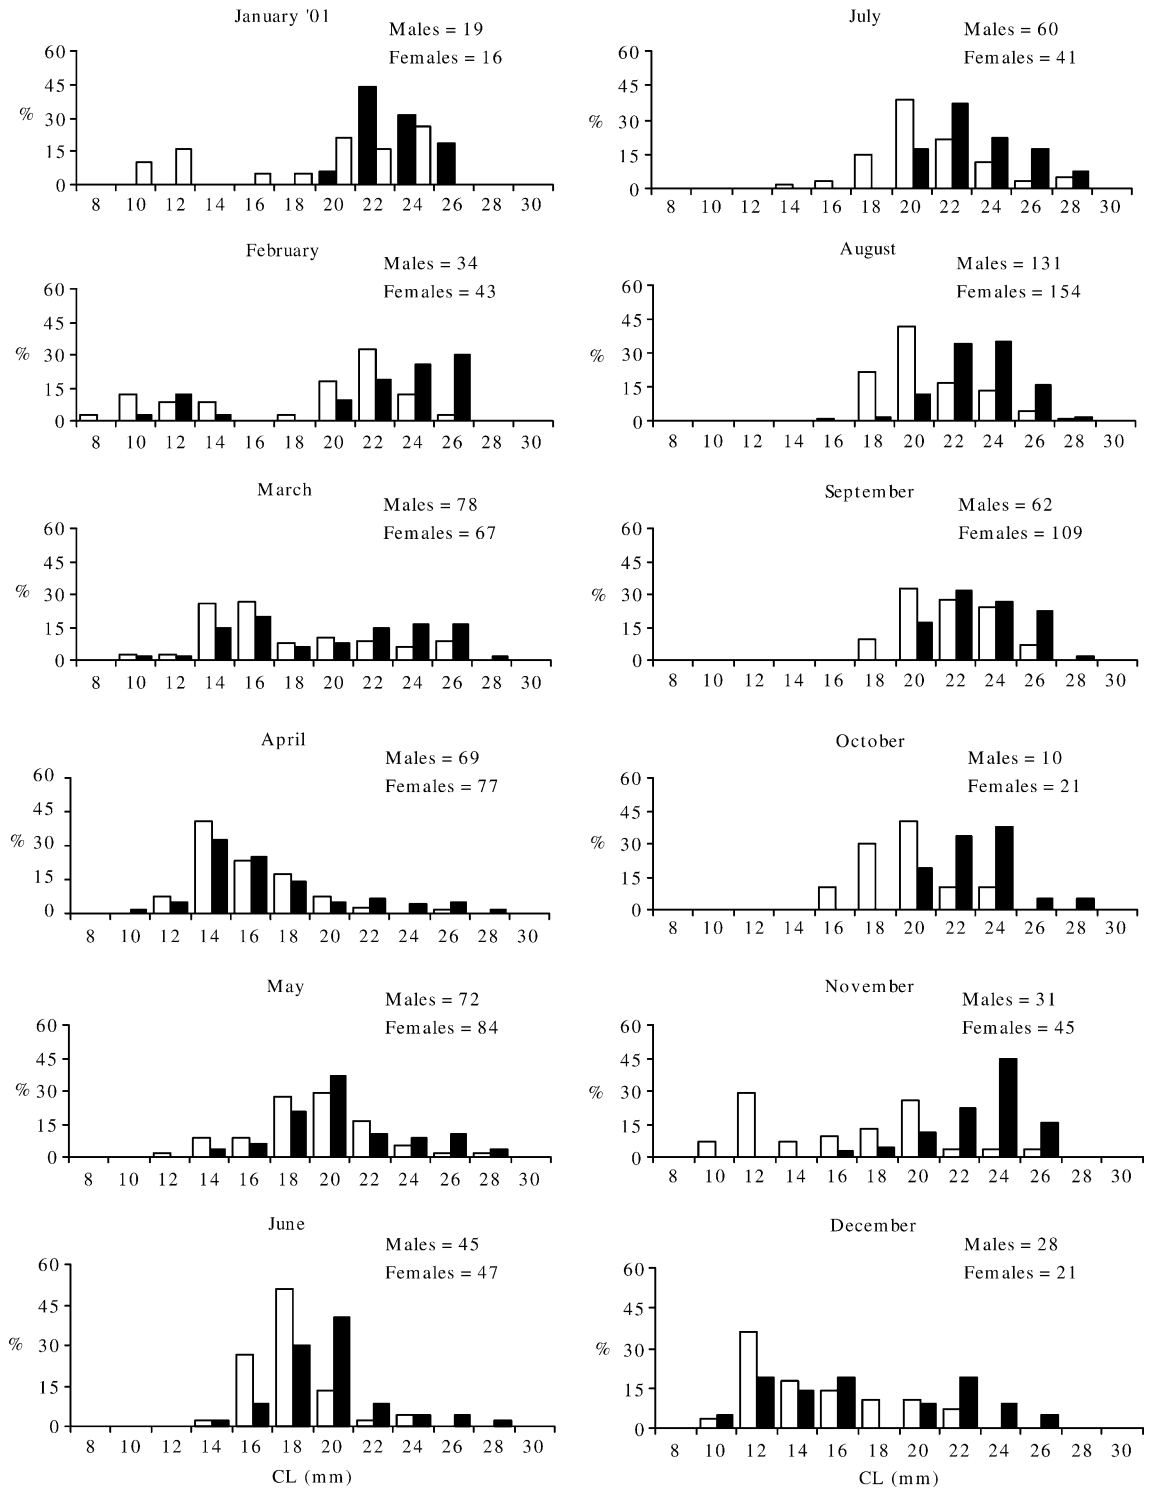 January '01
Males = 19
Females = 16
60
45
% 30
15
0
8 10 12 14 16 18 20 22 24 26 28 30
February
Males = 34
Females = 43
60
45
% 30
15
0
8 10 12 14 16 18 20 22 24 26 28 30
March
Males = 78
Females = 67
60
45
% 30
15
0
8 10 12 14 16 18 20 22 24 26 28 30
April
Males = 69
Females = 77
60
45
% 30
15
0
8 10 12 14 16 18 20 22 24 26 28 30
May
Males = 72
Females = 84
60
45
% 30
15
0
8 10 12 14 16 18 20 22 24 26 28 30
June
Males = 45
Females = 47
60
45
% 30
15
0
8 10 12 14 16 18 20 22 24 26 28 30
CL (mm)
July
Males = 60
Females = 41
60
45
% 30
15
0
8 10 12 14 16 18 20 22 24 26 28 30
August
Males = 131
Females = 154
60
45
% 30
15
0
8 10 12 14 16 18 20 22 24 26 28 30
September
Males = 62
Females = 109
60
45
% 30
15
0
8 10 12 14 16 18 20 22 24 26 28 30
October
Males = 10
Females = 21
60
45
% 30
15
0
8 10 12 14 16 18 20 22 24 26 28 30
November
Males = 31
Females = 45
60
45
% 30
15
0
8 10 12 14 16 18 20 22 24 26 28 30
December
Males = 28
Females = 21
60
45
% 30
15
0
8 10 12 14 16 18 20 22 24 26 28 30
CL (mm)